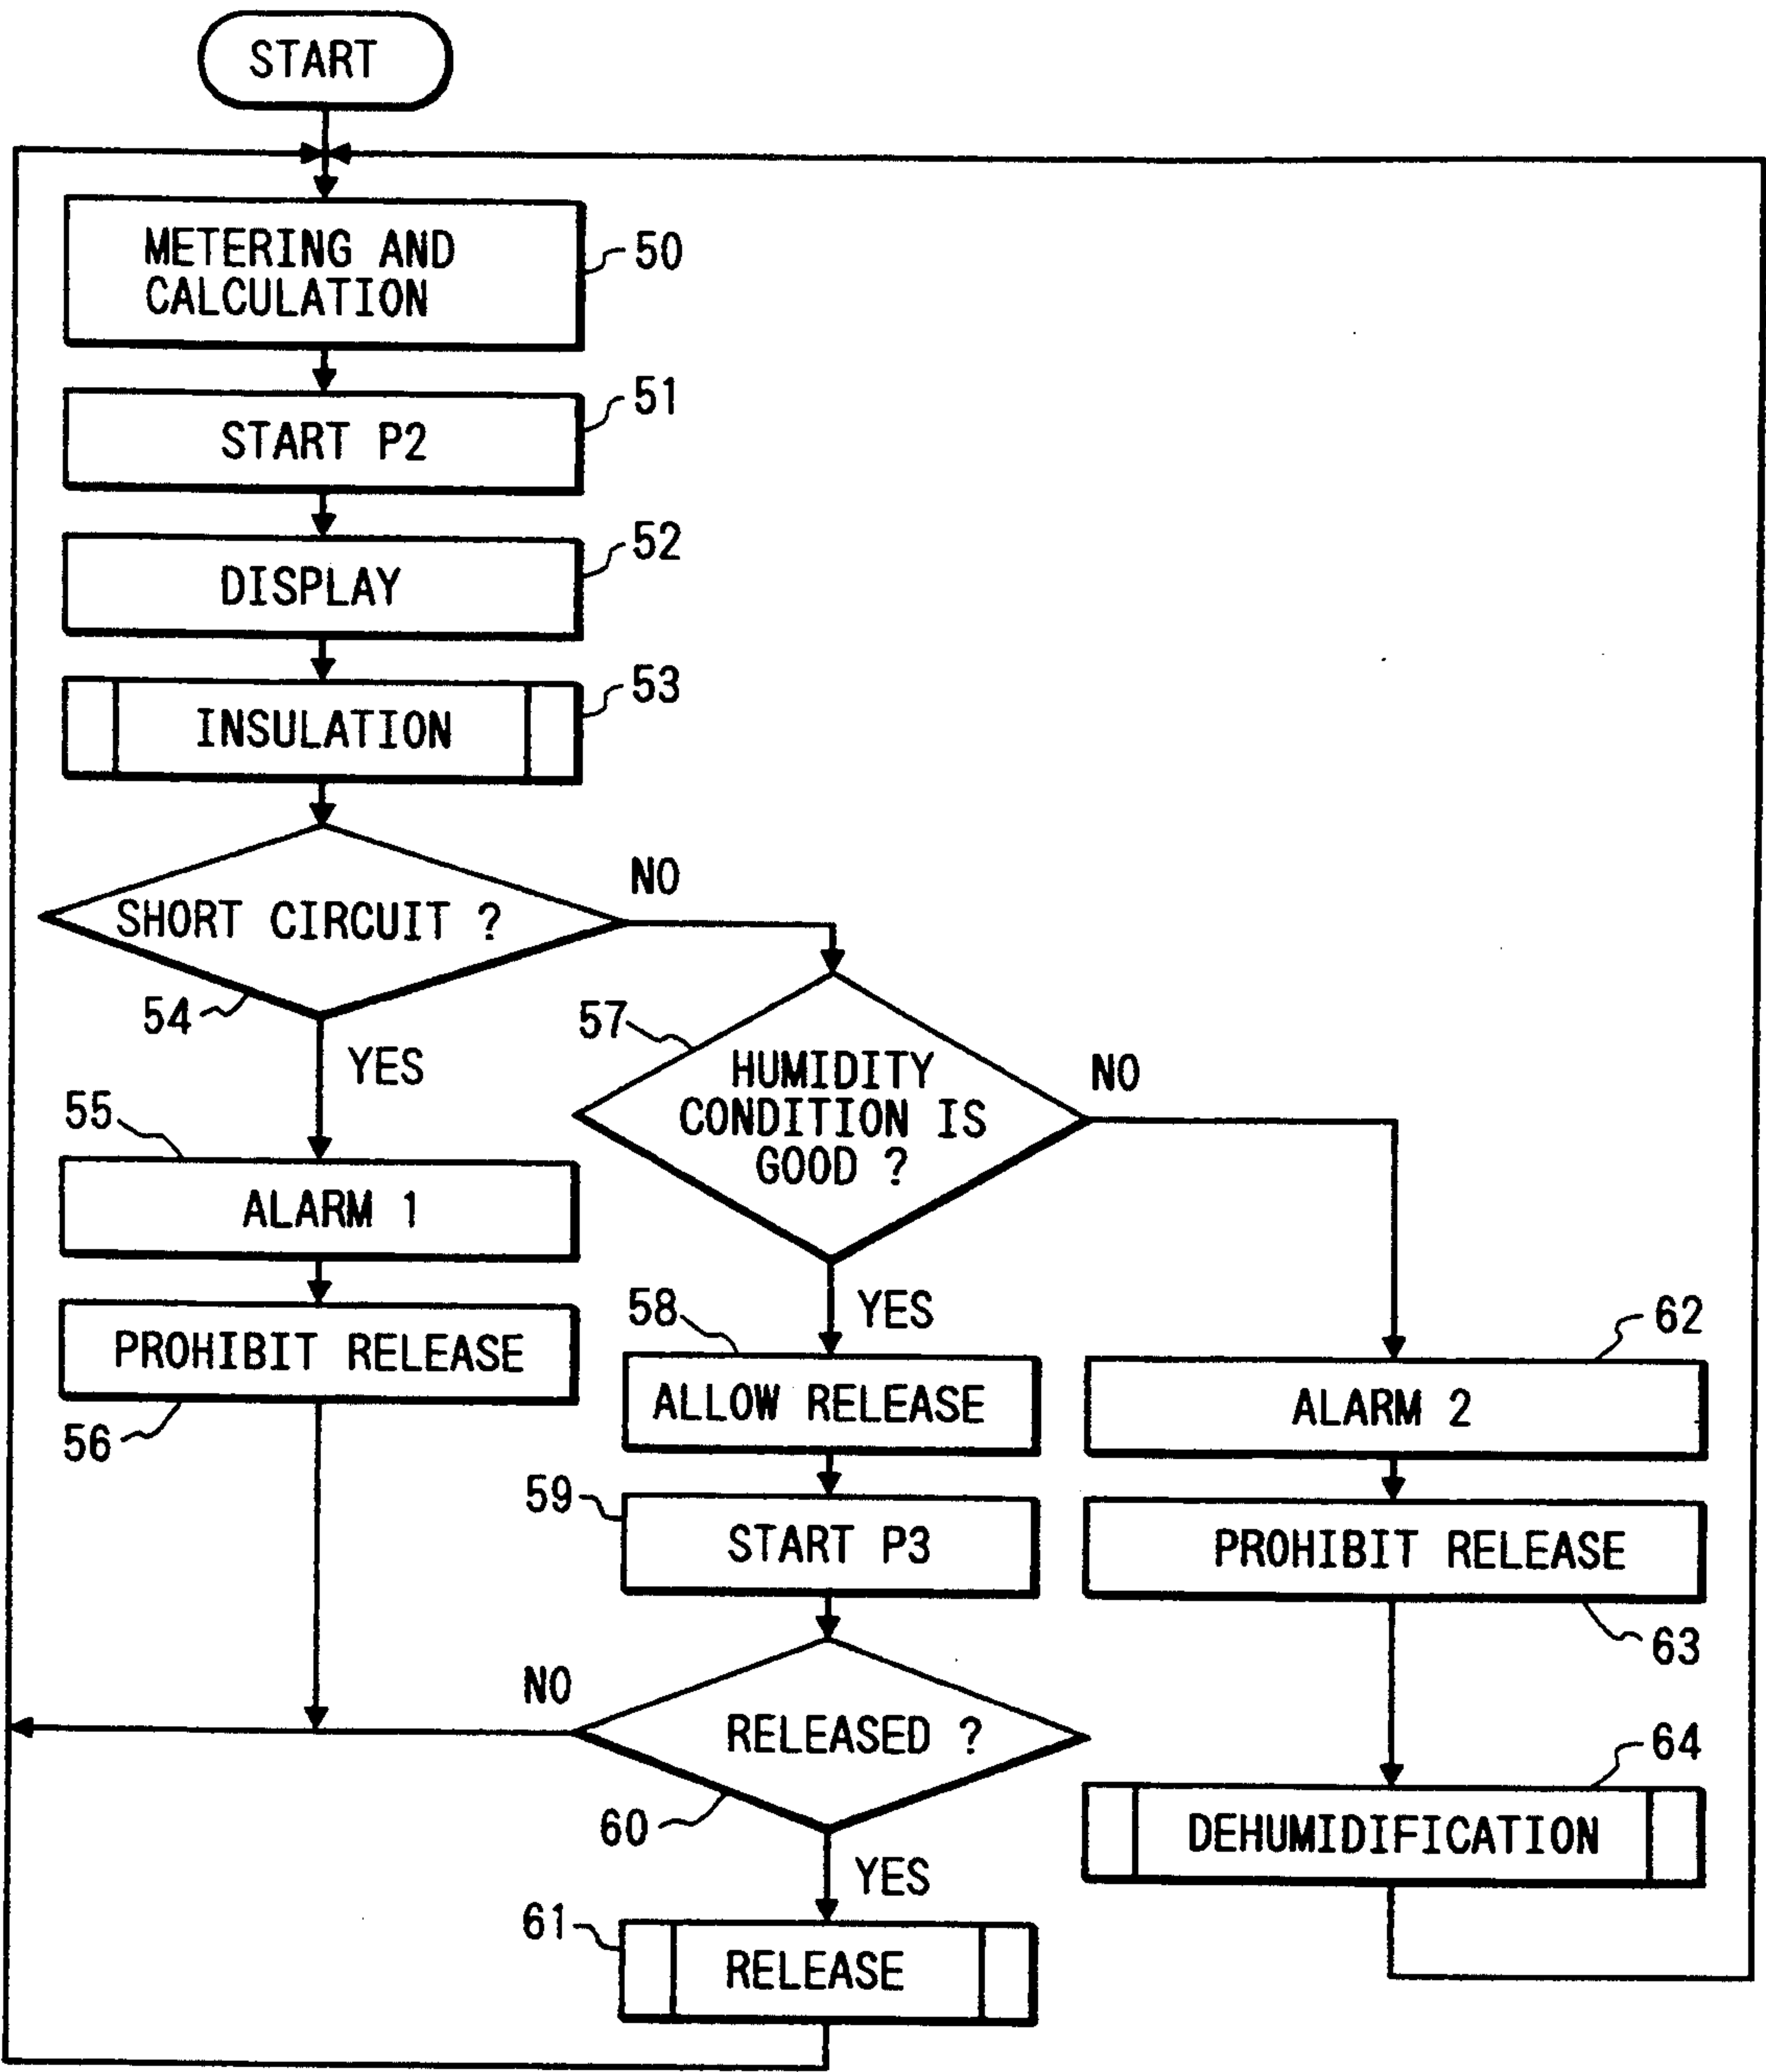 START
METERING AND
CALCULATION
50
START P2
51
DISPLAY
52
INSULATION
53
SHORT CIRCUIT ?
NO
54
YES
57
HUMIDITY
CONDITION IS
GOOD ?
NO
55
ALARM 1
PROHIBIT RELEASE
56
YES
58
ALLOW RELEASE
59
START P3
62
ALARM 2
PROHIBIT RELEASE
63
NO
RELEASED ?
60
YES
61
RELEASE
64
DEHUMIDIFICATION